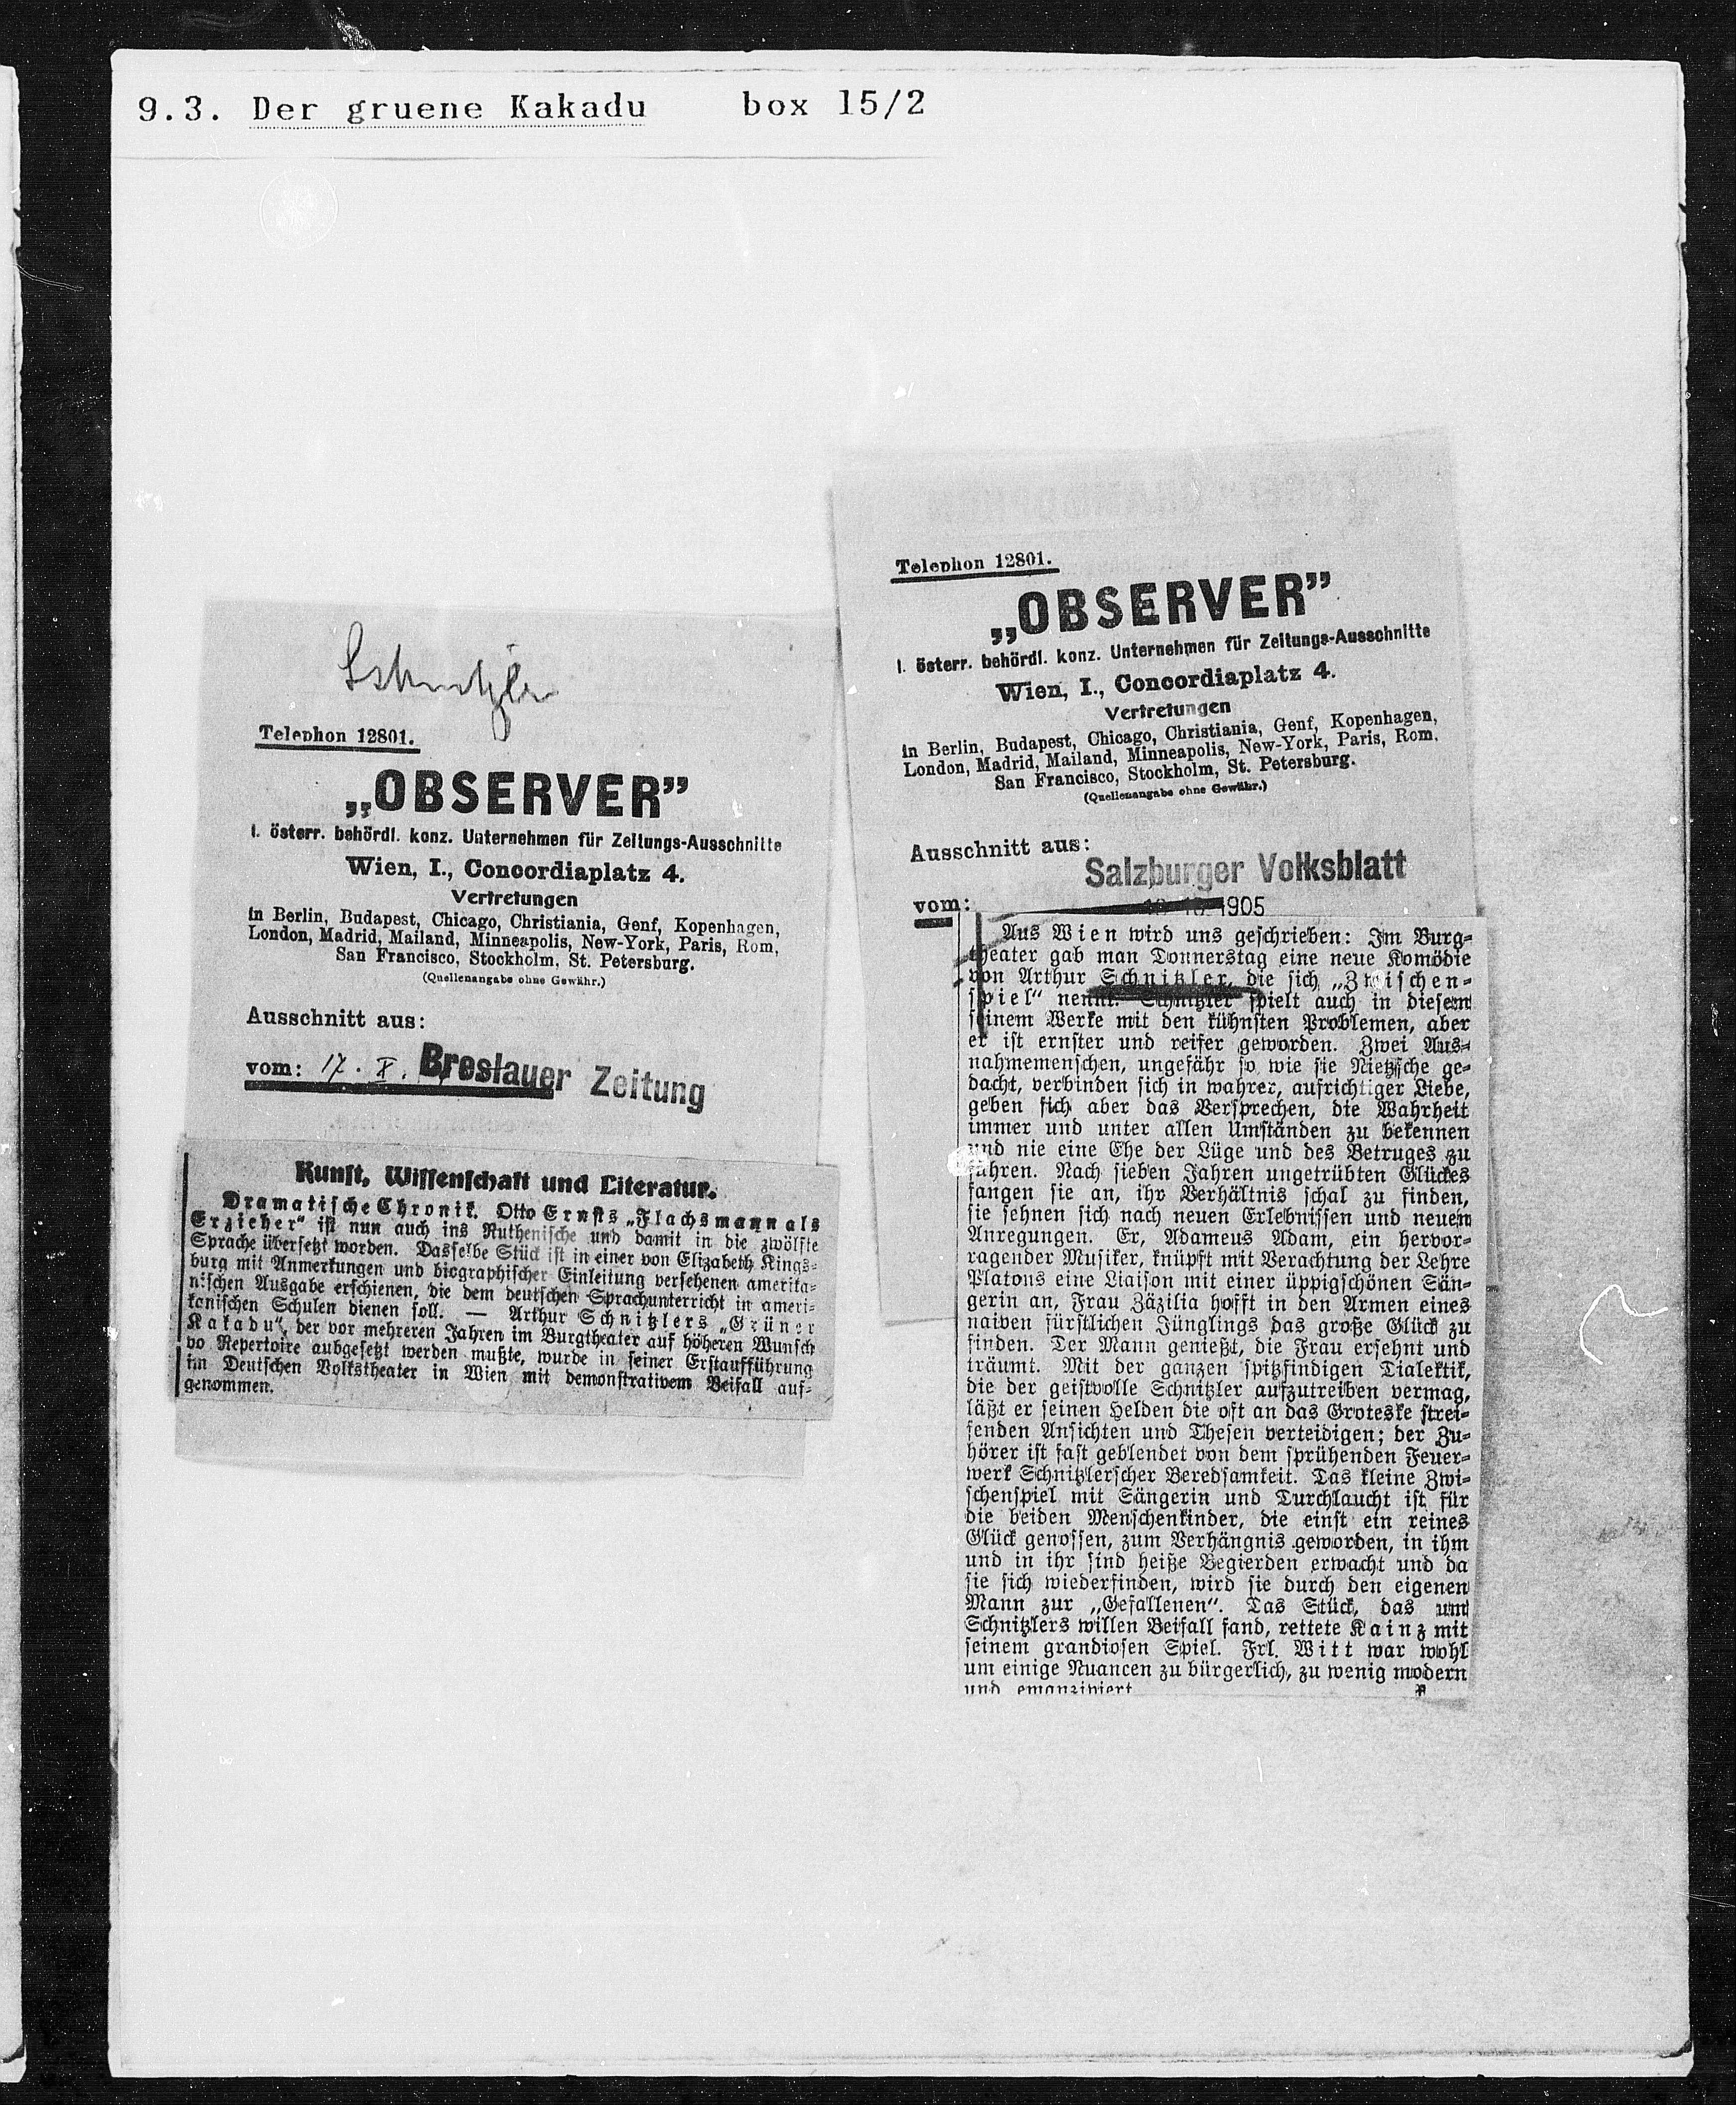 9.3. Der gruene Kakadu box 15/2
Schnitzler
Telephon 12801.
„OBSERVER”
I. österr. behördl. konz. Unternehmen für Zeitungs-Ausschnitte
Wien, I., Concordiaplatz 4.
Vertretungen
in Berlin, Budapest, Chicago, Christiania, Genf, Kopenhagen,
London, Madrid, Mailand, Minneapolis, New-York, Paris, Rom,
San Francisco, Stockholm, St. Petersburg.
(Quellenangabe ohne Gewähr.)
Ausschnitt aus:
vom: 17. X. Breslauer Zeitung
Kunst, Wissenschaft und Literatur.
Dramatische Chronik. Otto Ernsts „Flachsmann als
Erzieher“ ist nun auch ins Ruthenische und damit in die zwölfte
Sprache übersetzt worden. Dasselbe Stück ist in einer von Elizabeth Kings-
burg mit Anmerkungen und biographischer Einleitung versehenen amerika-
nischen Ausgabe erschienen, die dem deutschen Sprachunterricht in ameri-
kanischen Schulen dienen soll. — Arthur Schnitzlers „Grüner
Kakadu“, der vor mehreren Jahren im Burgtheater auf höheren Wunsch
vo Repertoire aubgesetzt werden mußte, wurde in seiner Erstaufführung
im Deutschen Volkstheater in Wien mit demonstrativem Beifall auf-
genommen.
Telephon 12801.
„OBSERVER”
I. österr. behördl. konz. Unternehmen für Zeitungs-Ausschnitte
Wien, I., Concordiaplatz 4.
Vertretungen
in Berlin, Budapest, Chicago, Christiania, Genf, Kopenhagen,
London, Madrid, Mailand, Minneapolis, New-York, Paris, Rom,
San Francisco, Stockholm, St. Petersburg.
(Quellenangabe ohne Gewähr.)
Ausschnitt aus:
Salzburger Volksblatt
vom: 1905
Aus Wien wird uns geschrieben: Im Burg-
theater gab man Donnerstag eine neue Komödie
von Arthur Schnitzler, die sich „Zwischen-
spiel“ nennt. Schnitzler spielt auch in diesem
seinem Werke mit den kühnsten Problemen, aber
er ist ernster und reifer geworden. Zwei Aus-
nahmemenschen, ungefähr so wie sie Nietzsche ge-
dacht, verbinden sich in wahrer, aufrichtiger Liebe,
geben sich aber das Versprechen, die Wahrheit
immer und unter allen Umständen zu bekennen
und nie eine Ehe der Lüge und des Betruges zu
führen. Nach sieben Jahren ungetrübten Glückes
fangen sie an, ihr Verhältnis schal zu finden,
sie sehnen sich nach neuen Erlebnissen und neuem
Anregungen. Er, Adameus Adam, ein hervor-
ragender Musiker, knüpft mit Verachtung der Lehre
Platons eine Liaison mit einer üppigschönen Sän-
gerin an, Frau Zäzilia hofft in den Armen eines
naiven fürstlichen Jünglings das große Glück zu
finden. Der Mann genießt, die Frau ersehnt und
träumt. Mit der ganzen spitzfindigen Dialektik,
die der geistvolle Schnitzler aufzutreiben vermag,
läßt er seinen Helden die oft an das Groteske strei-
fenden Ansichten und Thesen verteidigen; der Zu-
hörer ist fast geblendet von dem sprühenden Feuer-
werk Schnitzlerscher Beredsamkeit. Das kleine Zwi-
schenspiel mit Sängerin und Durchlaucht ist für
die beiden Menschenkinder, die einst ein reines
Glück genossen, zum Verhängnis geworden, in ihm
und in ihr sind heiße Begierden erwacht und da
sie sich wiederfinden, wird sie durch den eigenen
Mann zur „Gefallenen“. Das Stück, das um
Schnitzlers willen Beifall fand, rettete Kainz mit
seinem grandiosen Spiel. Frl. Witt war wohl
um einige Nuancen zu bürgerlich, zu wenig modern
und emanzipiert